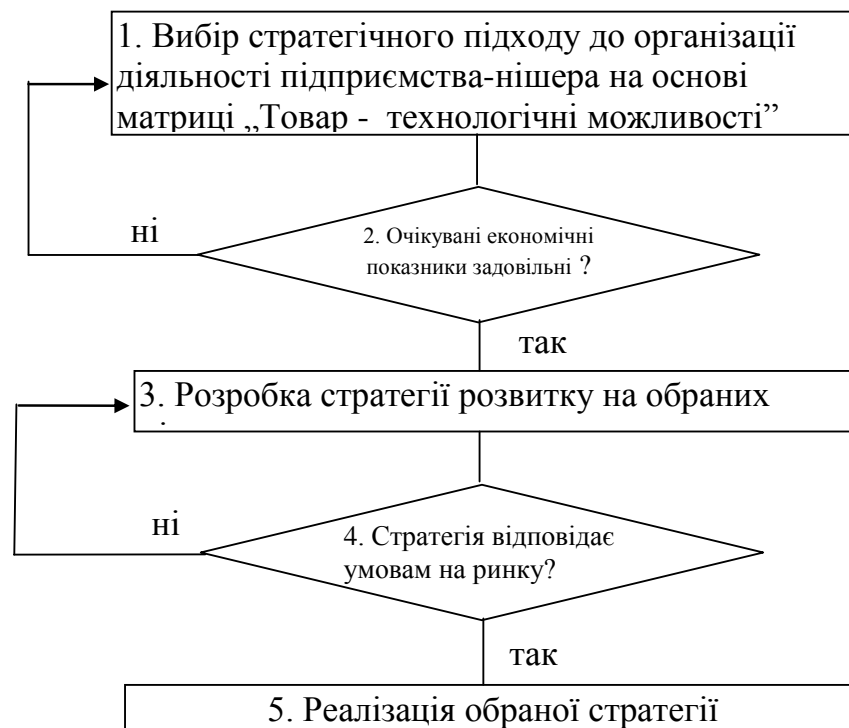 1. Вибір стратегічного підходу до організації
діяльності підприємства-нішера на основі
матриці „Товар - технологічні можливості”
ні
2. Очікувані економічні
показники задовільні ?
так
3. Розробка стратегії розвитку на обраних
ні
4. Стратегія відповідає
умовам на ринку?
так
5. Реалізація обраної стратегії